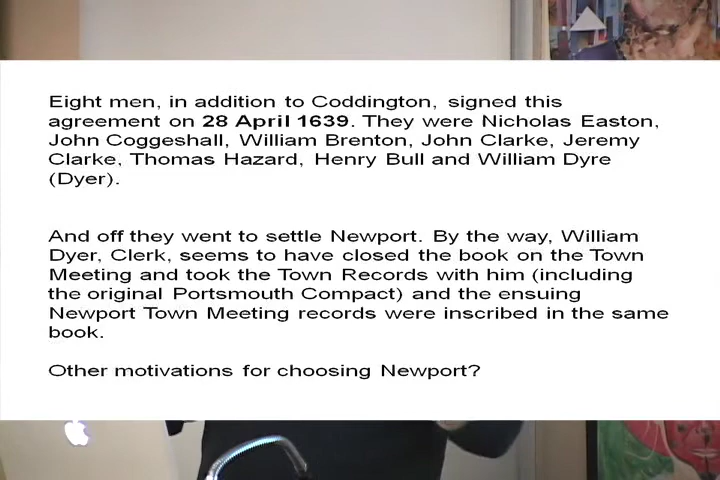 Eight men, in addition to Coddington, signed this
agreement on 28 April 1639. They were Nicholas Easton,
John Coggeshall, William Brenton, John Clarke, Jeremy
Clarke, Thomas Hazard, Henry Bull and William Dyre
(Dyer).
And off they went to settle Newport. By the way, William
Dyer, Clerk, seems to have closed the book on the Town
Meeting and took the Town Records with him (including
the original Portsmouth Compact) and the ensuing
Newport Town Meeting records were inscribed in the same
book.
Other motivations for choosing Newport?